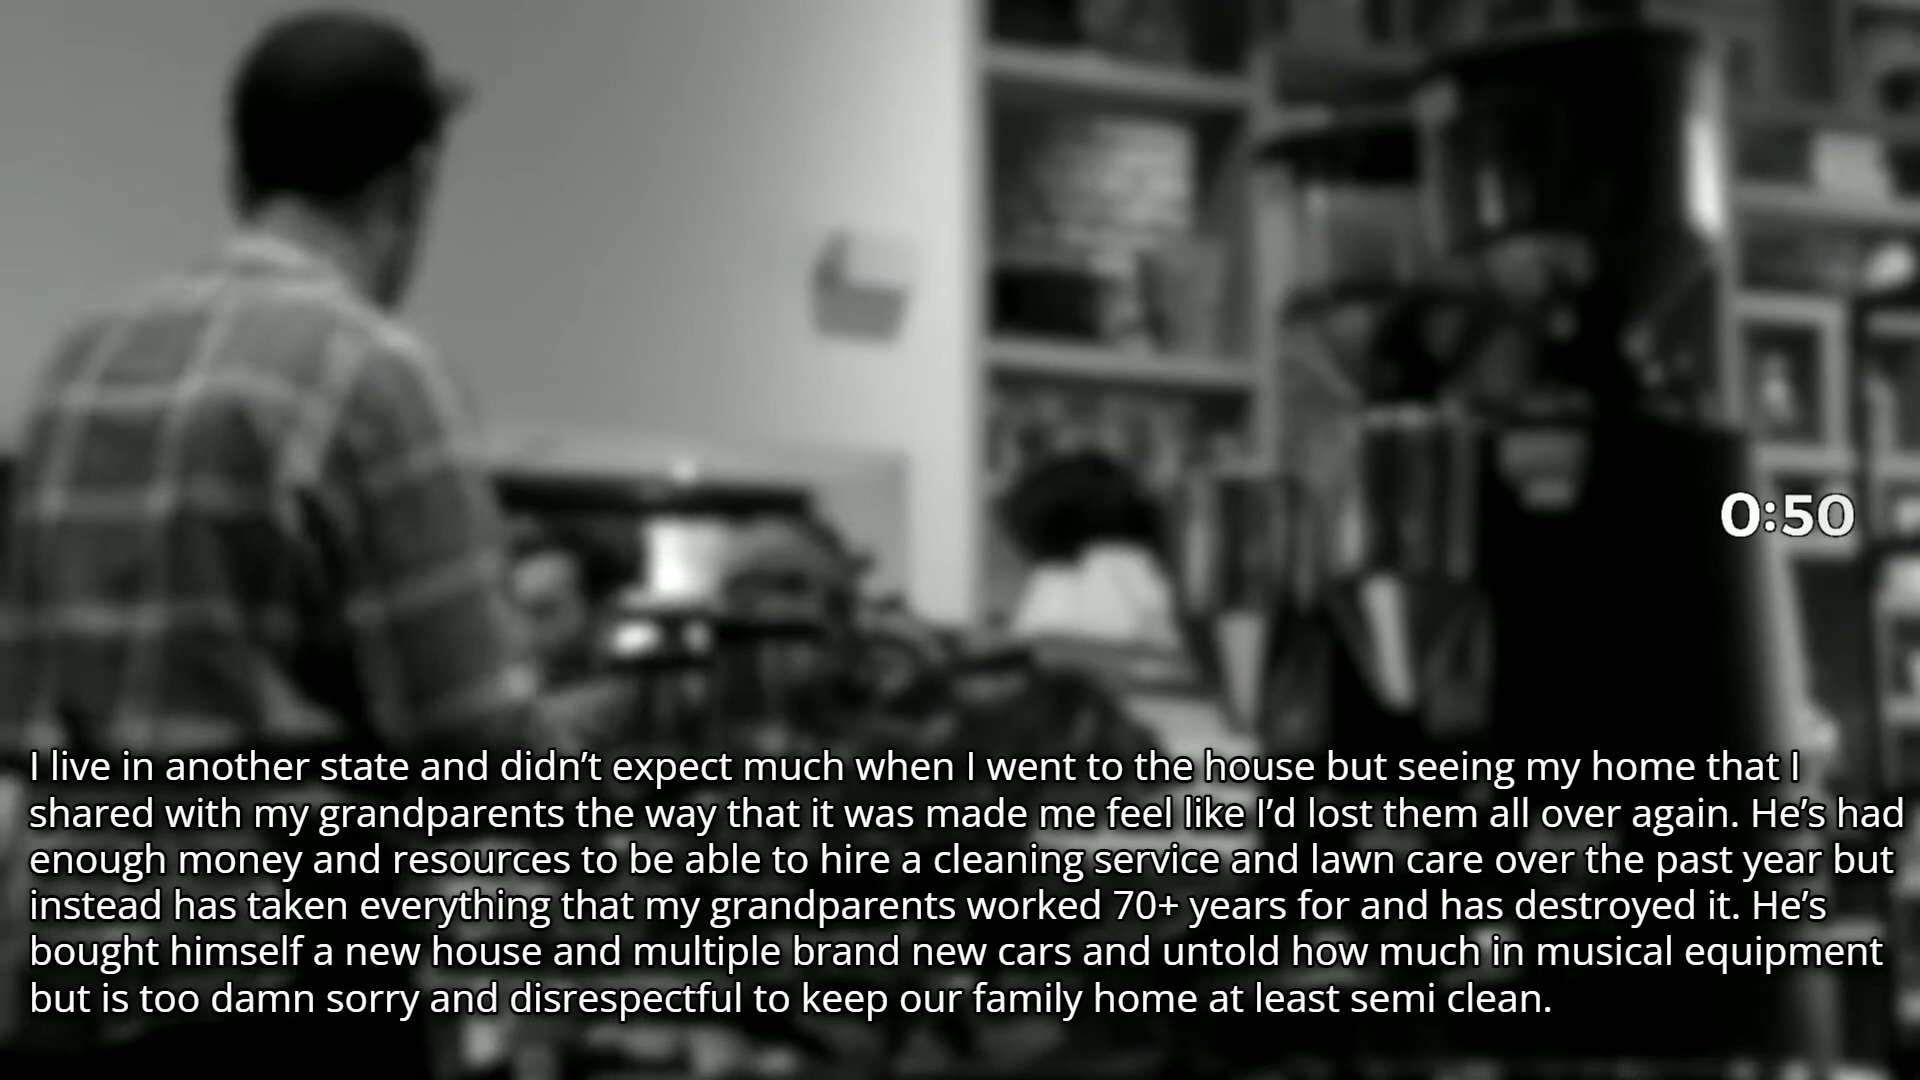 0:50
I live in another state and didn’t expect much when I went to the house but seeing my home that I
shared with my grandparents the way that it was made me feel like I’d lost them all over again. He’s had
enough money and resources to be able to hire a cleaning service and lawn care over the past year but
instead has taken everything that my grandparents worked 70+ years for and has destroyed it. He’s
bought himself a new house and multiple brand new cars and untold how much in musical equipment
but is too damn sorry and disrespectful to keep our family home at least semi clean.